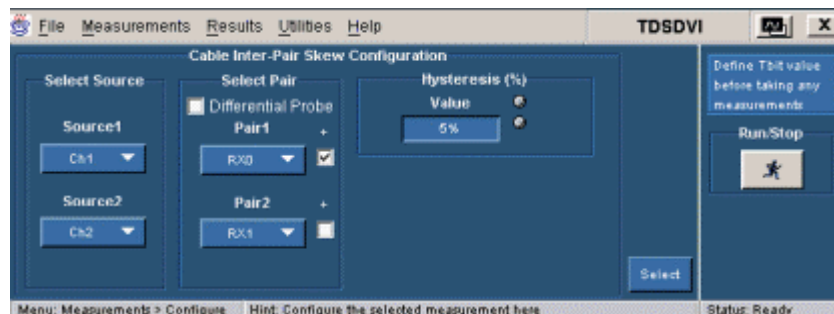 File Measurements Results Utilities Help TDSDVI X
Cable Inter-Pair Skew Configuration
Select Source
Source1
Ch1
Source2
Ch2
Select Pair
Differential Probe
Pair1 +
RX0
Pair2 +
RX1
Hysteresis (%)
Value
5%
Select
Define Tbit value
before taking any
measurements
Run/Stop
Menu: Measurements > Configure Hint: Configure the selected measurement here Status: Ready